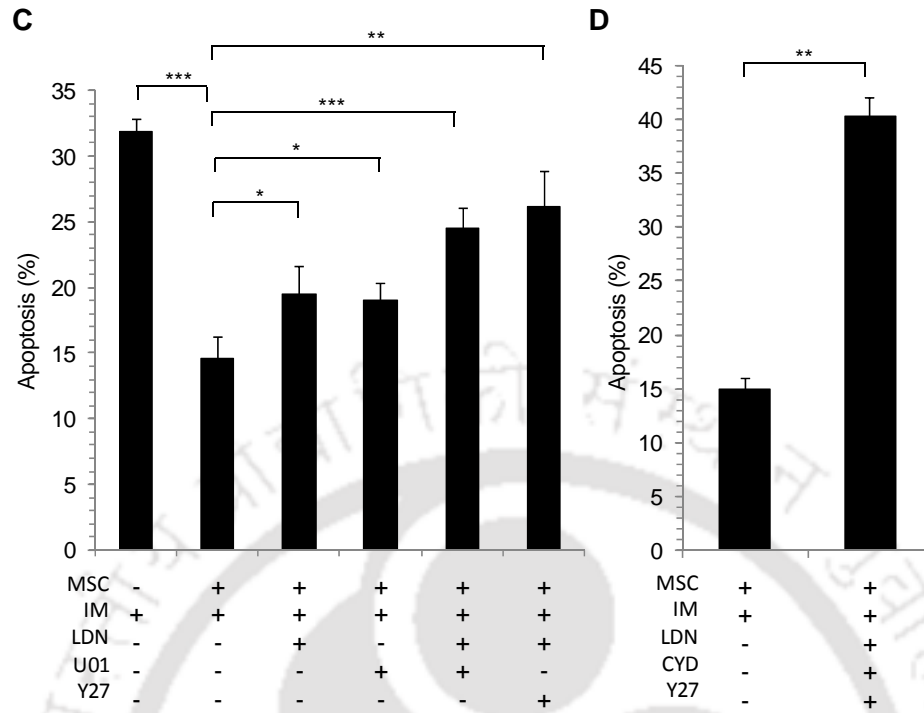 C
D
**
***
***
*
*
**
Apoptosis (%)
35
30
25
20
15
10
5
0
Apoptosis (%)
45
40
35
30
25
20
15
10
5
0
MSC - + + + + +
IM + + + + + +
LDN - - + - + +
U01 - - - + + -
Y27 - - - - - +
MSC + +
IM + +
LDN - +
CYD - +
Y27 - +